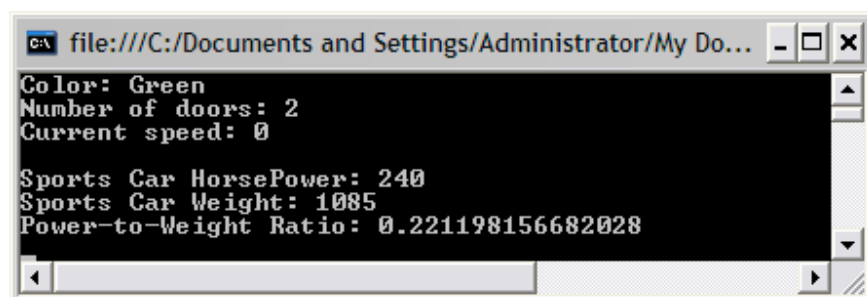 C:\ file:///C:/Documents and Settings/Administrator/My Do...
Color: Green
Number of doors: 2
Current speed: 0
Sports Car HorsePower: 240
Sports Car Weight: 1085
Power-to-Weight Ratio: 0.221198156682028